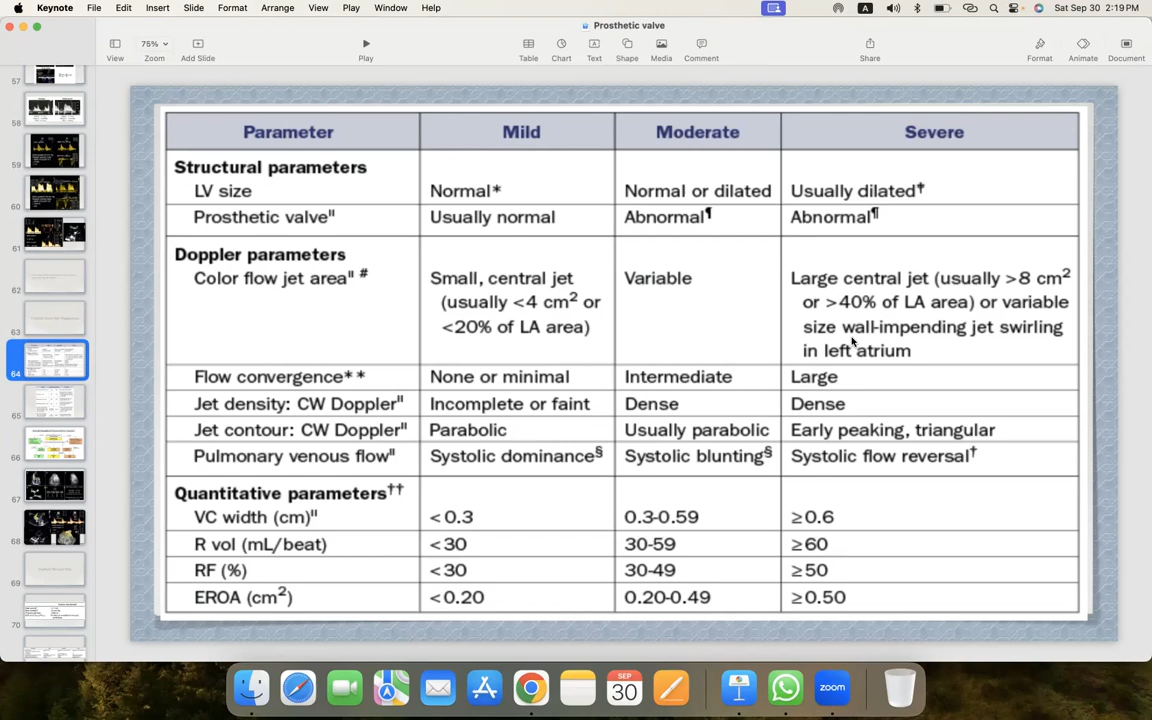 Keynote File Edit Insert Slide Format Arrange View Play Window Help
A Sat Sep 30 2:19 PM
Prosthetic valve
75%
View Zoom Add Slide Play Table Chart Text Shape Media Comment Share Format Animate Document
57
58
59
60
61
62
63
64
65
66
67
68
69
70
Parameter Mild Moderate Severe
Structural parameters
LV size Normal* Normal or dilated Usually dilated†
Prosthetic valve" Usually normal Abnormal¶ Abnormal¶
Doppler parameters
Color flow jet area" # Small, central jet Variable Large central jet (usually >8 cm²
(usually <4 cm² or or >40% of LA area) or variable
<20% of LA area) size wall-impending jet swirling
in left atrium
Flow convergence** None or minimal Intermediate Large
Jet density: CW Doppler" Incomplete or faint Dense Dense
Jet contour: CW Doppler" Parabolic Usually parabolic Early peaking, triangular
Pulmonary venous flow" Systolic dominance§ Systolic blunting§ Systolic flow reversal†
Quantitative parameters††
VC width (cm)" <0.3 0.3-0.59 ≥0.6
R vol (mL/beat) <30 30-59 ≥60
RF (%) <30 30-49 ≥50
EROA (cm²) <0.20 0.20-0.49 ≥0.50
SEP
30
zoom